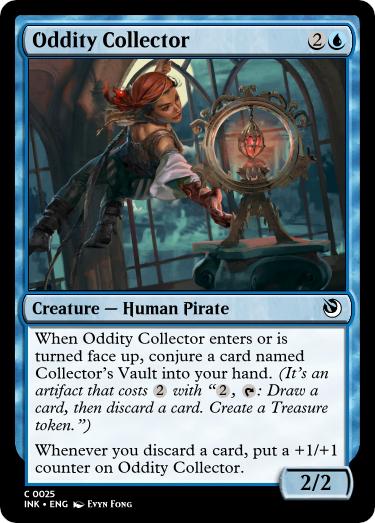 Oddity Collector 2
Creature — Human Pirate
When Oddity Collector enters or is
turned face up, conjure a card named
Collector's Vault into your hand. (It's an
artifact that costs 2 with "2, : Draw a
card, then discard a card. Create a Treasure
token.")
Whenever you discard a card, put a +1/+1
counter on Oddity Collector.
2/2
C 0025
INK • ENG Evyn Fong